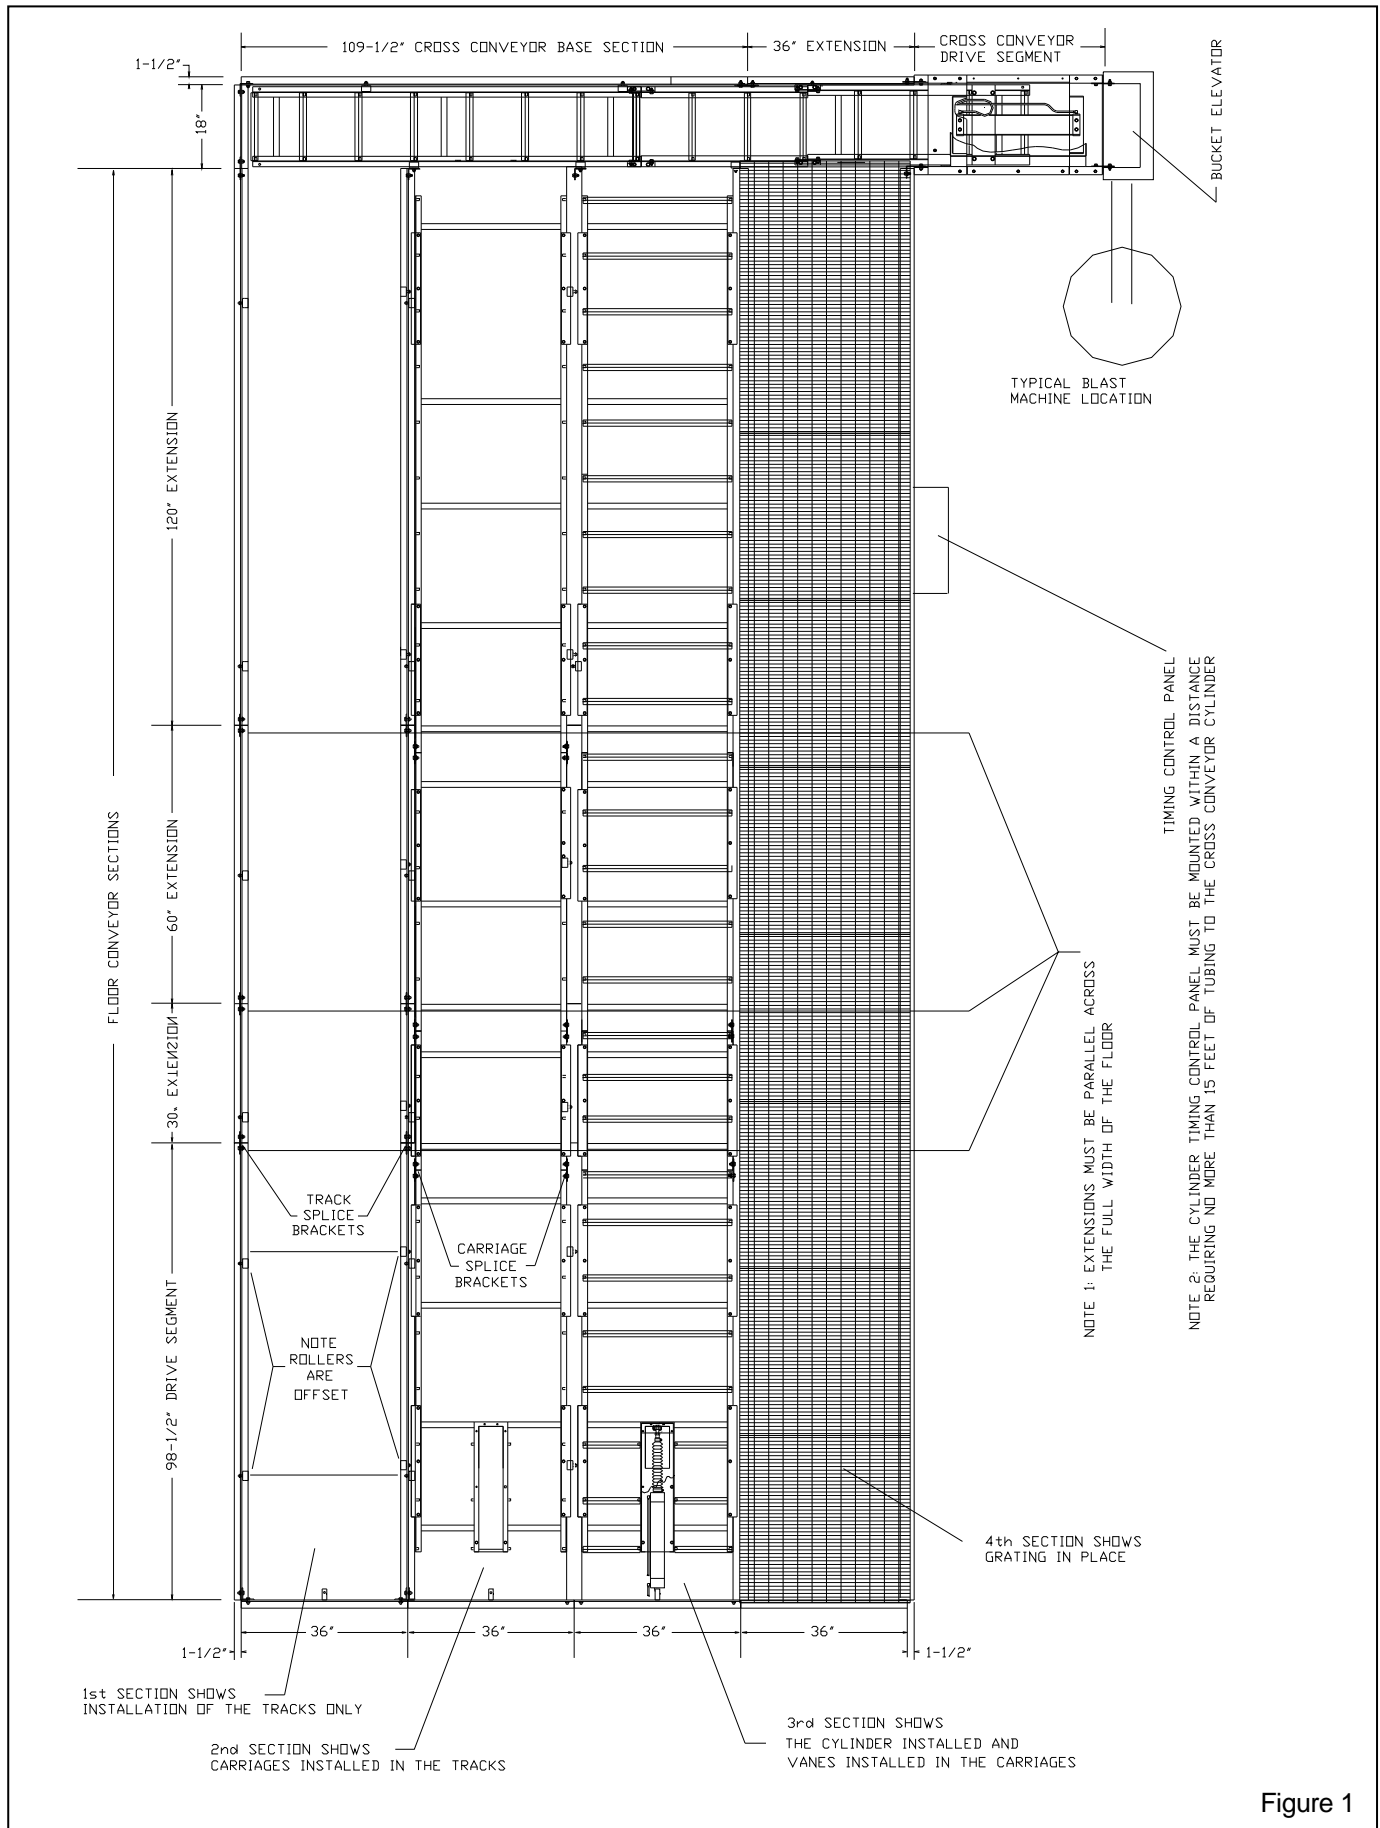 109-1/2" CROSS CONVEYOR BASE SECTION
36" EXTENSION
CROSS CONVEYOR
DRIVE SEGMENT
1-1/2"
18"
BUCKET ELEVATOR
TYPICAL BLAST
MACHINE LOCATION
120" EXTENSION
TIMING CONTROL PANEL
NOTE 2: THE CYLINDER TIMING CONTROL PANEL MUST BE MOUNTED WITHIN A DISTANCE
REQUIRING NO MORE THAN 15 FEET OF TUBING TO THE CROSS CONVEYOR CYLINDER
FLOOR CONVEYOR SECTIONS
60" EXTENSION
NOTE 1: EXTENSIONS MUST BE PARALLEL ACROSS
THE FULL WIDTH OF THE FLOOR
30" EXTENSION
TRACK
SPLICE
BRACKETS
CARRIAGE
SPLICE
BRACKETS
98-1/2" DRIVE SEGMENT
NOTE
ROLLERS
ARE
OFFSET
4th SECTION SHOWS
GRATING IN PLACE
36"
36"
36"
36"
1-1/2"
1-1/2"
1st SECTION SHOWS
INSTALLATION OF THE TRACKS ONLY
2nd SECTION SHOWS
CARRIAGES INSTALLED IN THE TRACKS
3rd SECTION SHOWS
THE CYLINDER INSTALLED AND
VANES INSTALLED IN THE CARRIAGES
Figure 1